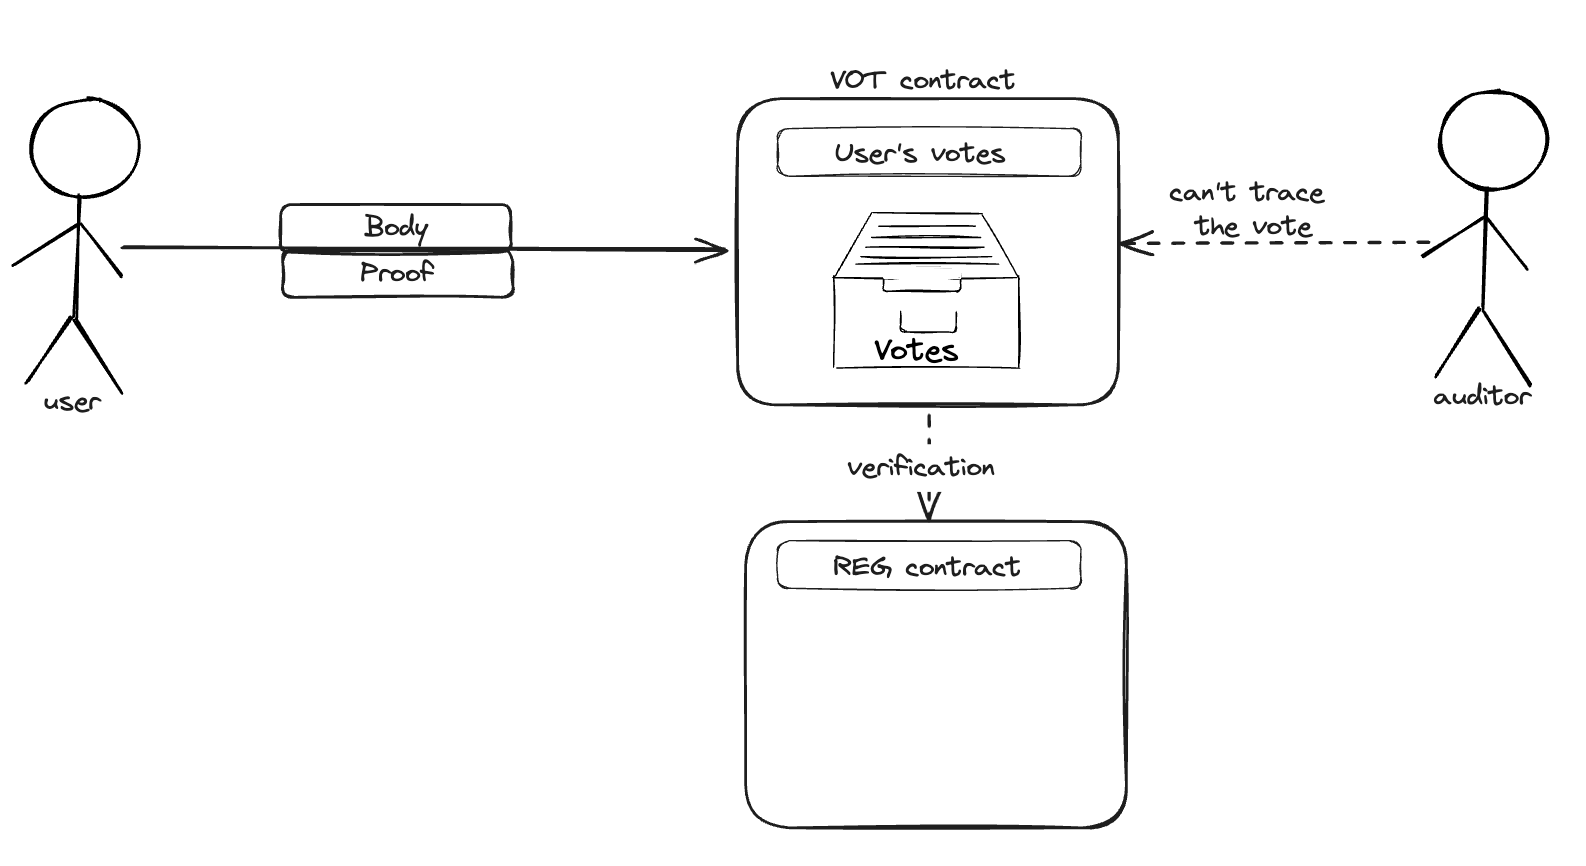 VOT contract
User's votes
Body
Proof
can't trace
the vote
Votes
user
auditor
verification
REG contract